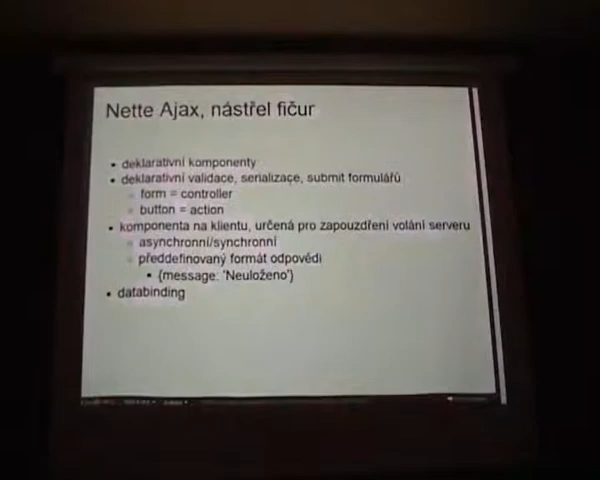 Nette Ajax, nástřel fičur
• deklarativní komponenty
• deklarativní validace, serializace, submit formulářů
form = controller
button = action
• komponenta na klientu, určená pro zapouzdření volání serveru
asynchronní/synchronní
předdefinovaný formát odpovědi
• {message: 'Neuloženo'}
• databinding